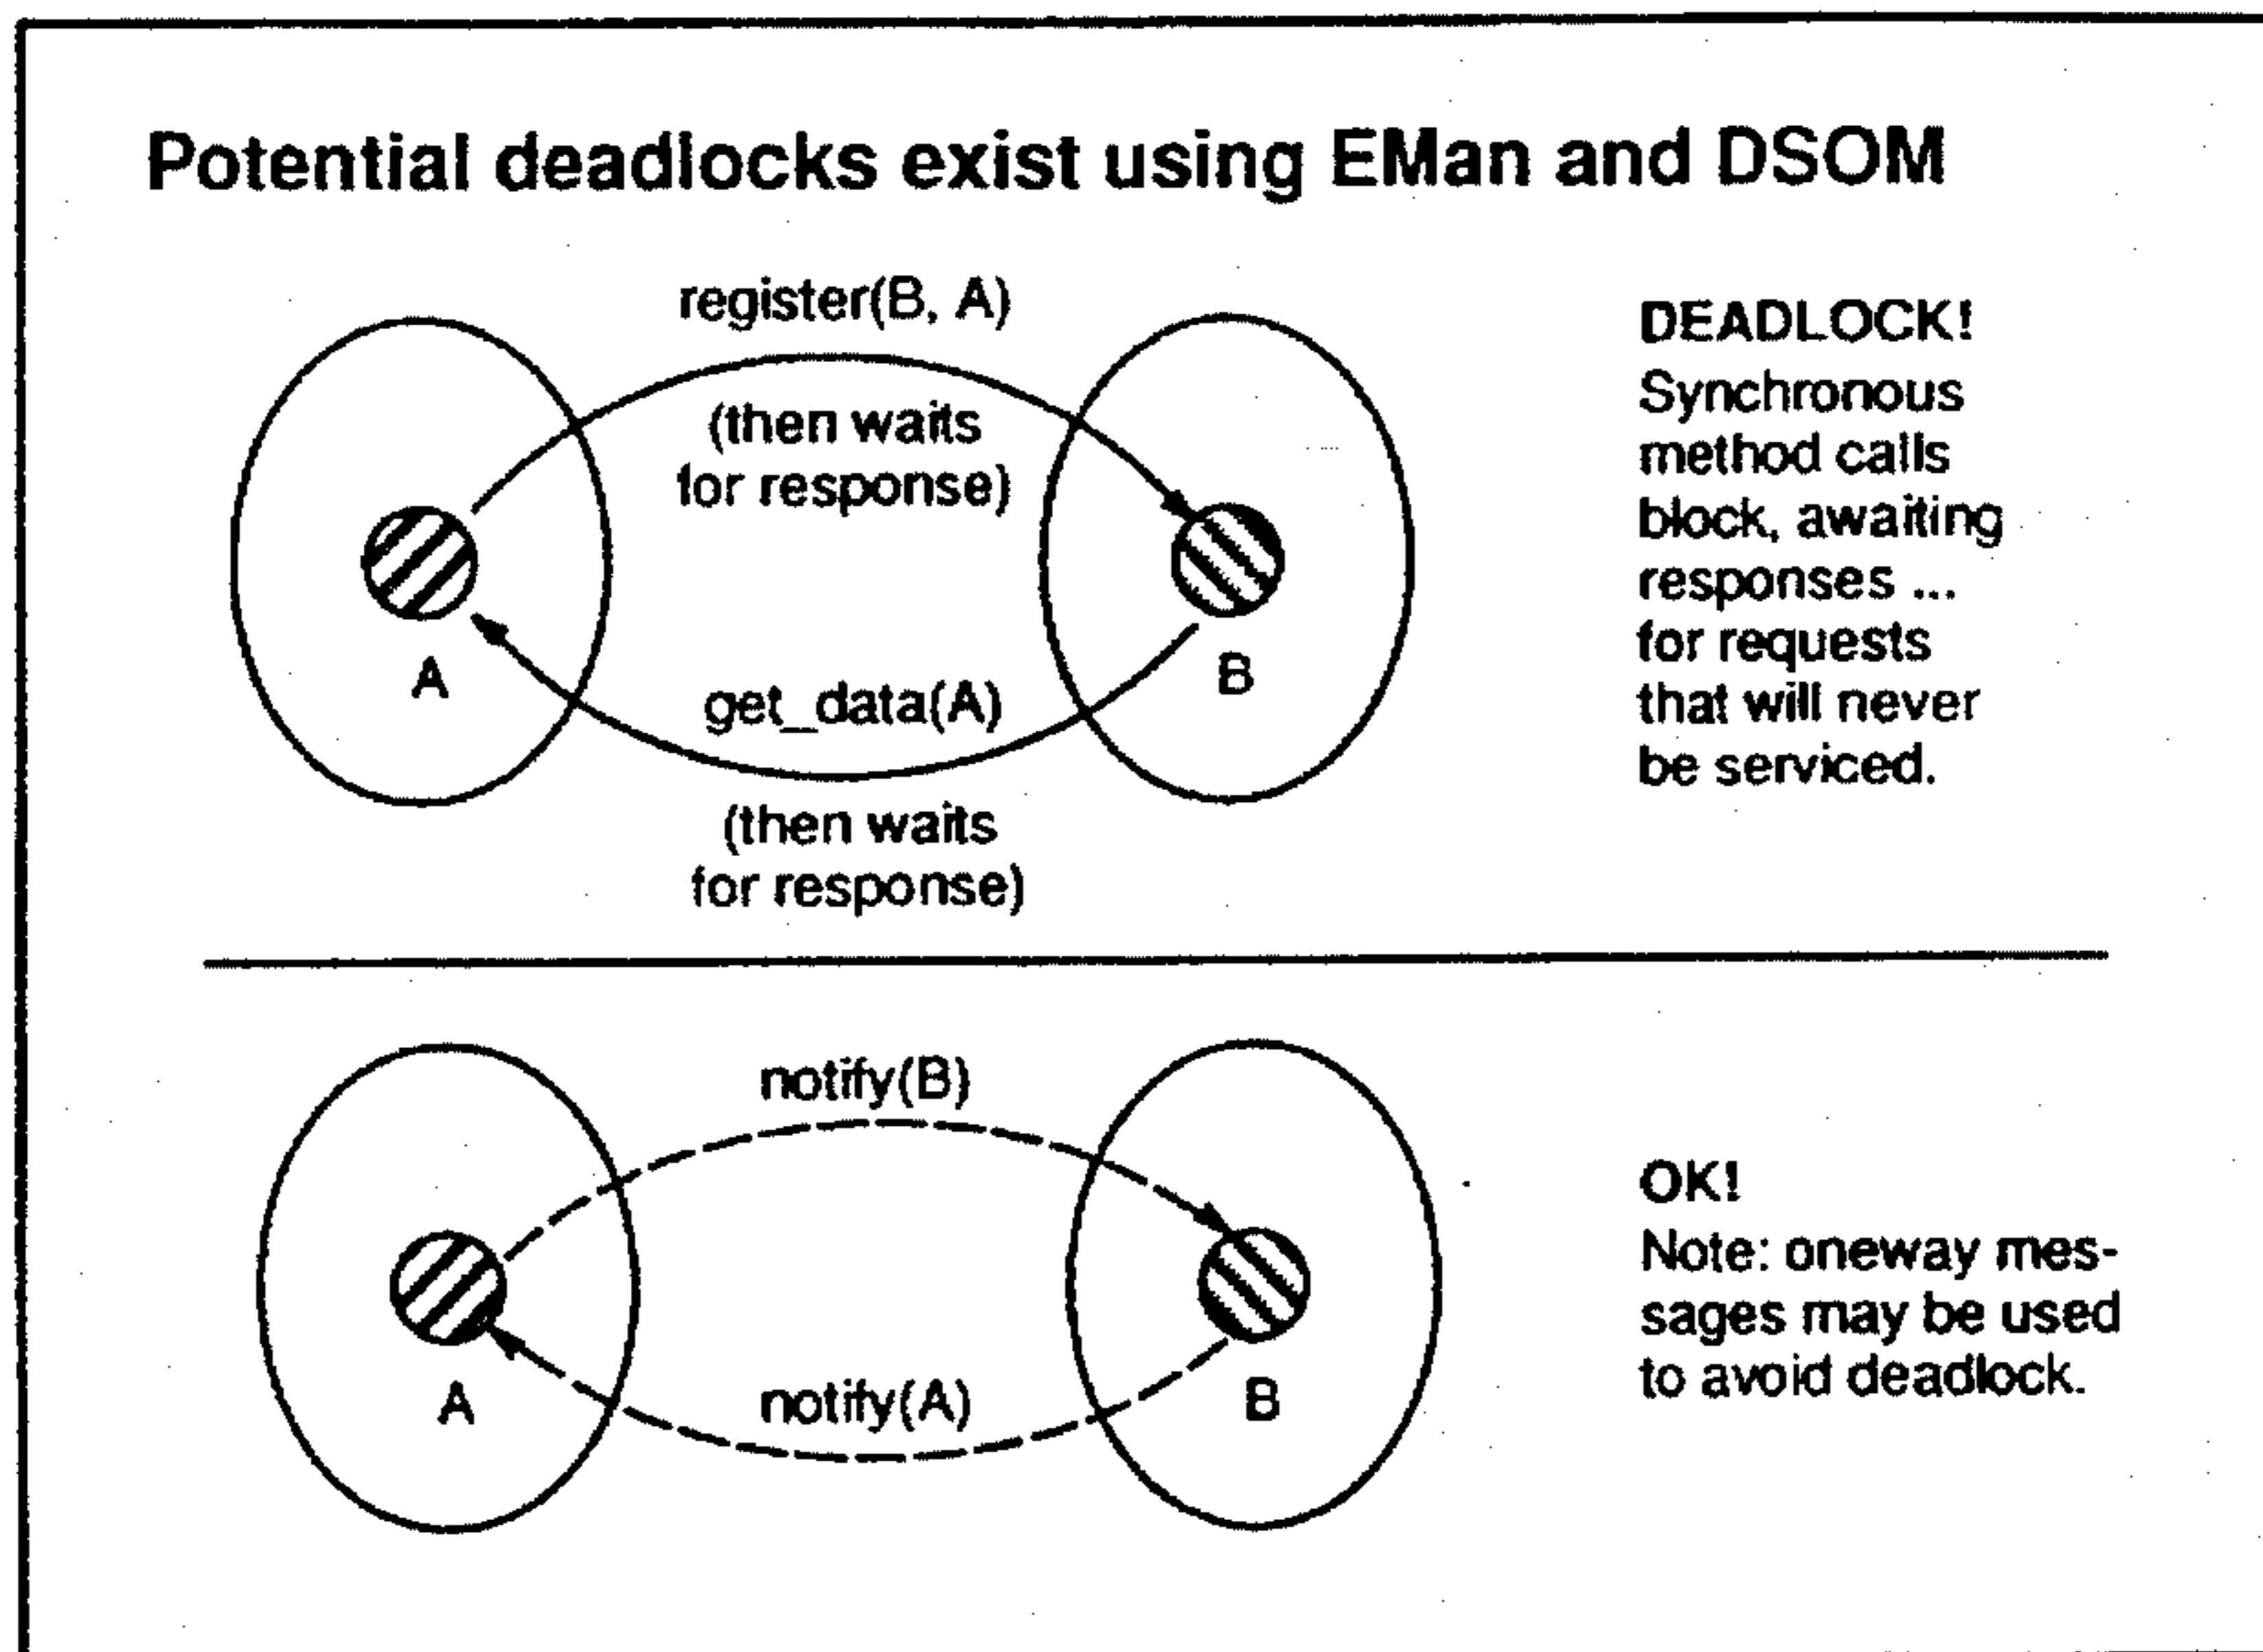 Potential deadlocks exist using EMan and DSOM
register(B, A)
(then waits
for response)
A
B
get_data(A)
(then waits
for response)
DEADLOCK!
Synchronous
method calls
block, awaiting
responses ...
for requests
that will never
be serviced.
notify(B)
A
B
notify(A)
OK!
Note: oneway mes-
sages may be used
to avoid deadlock.